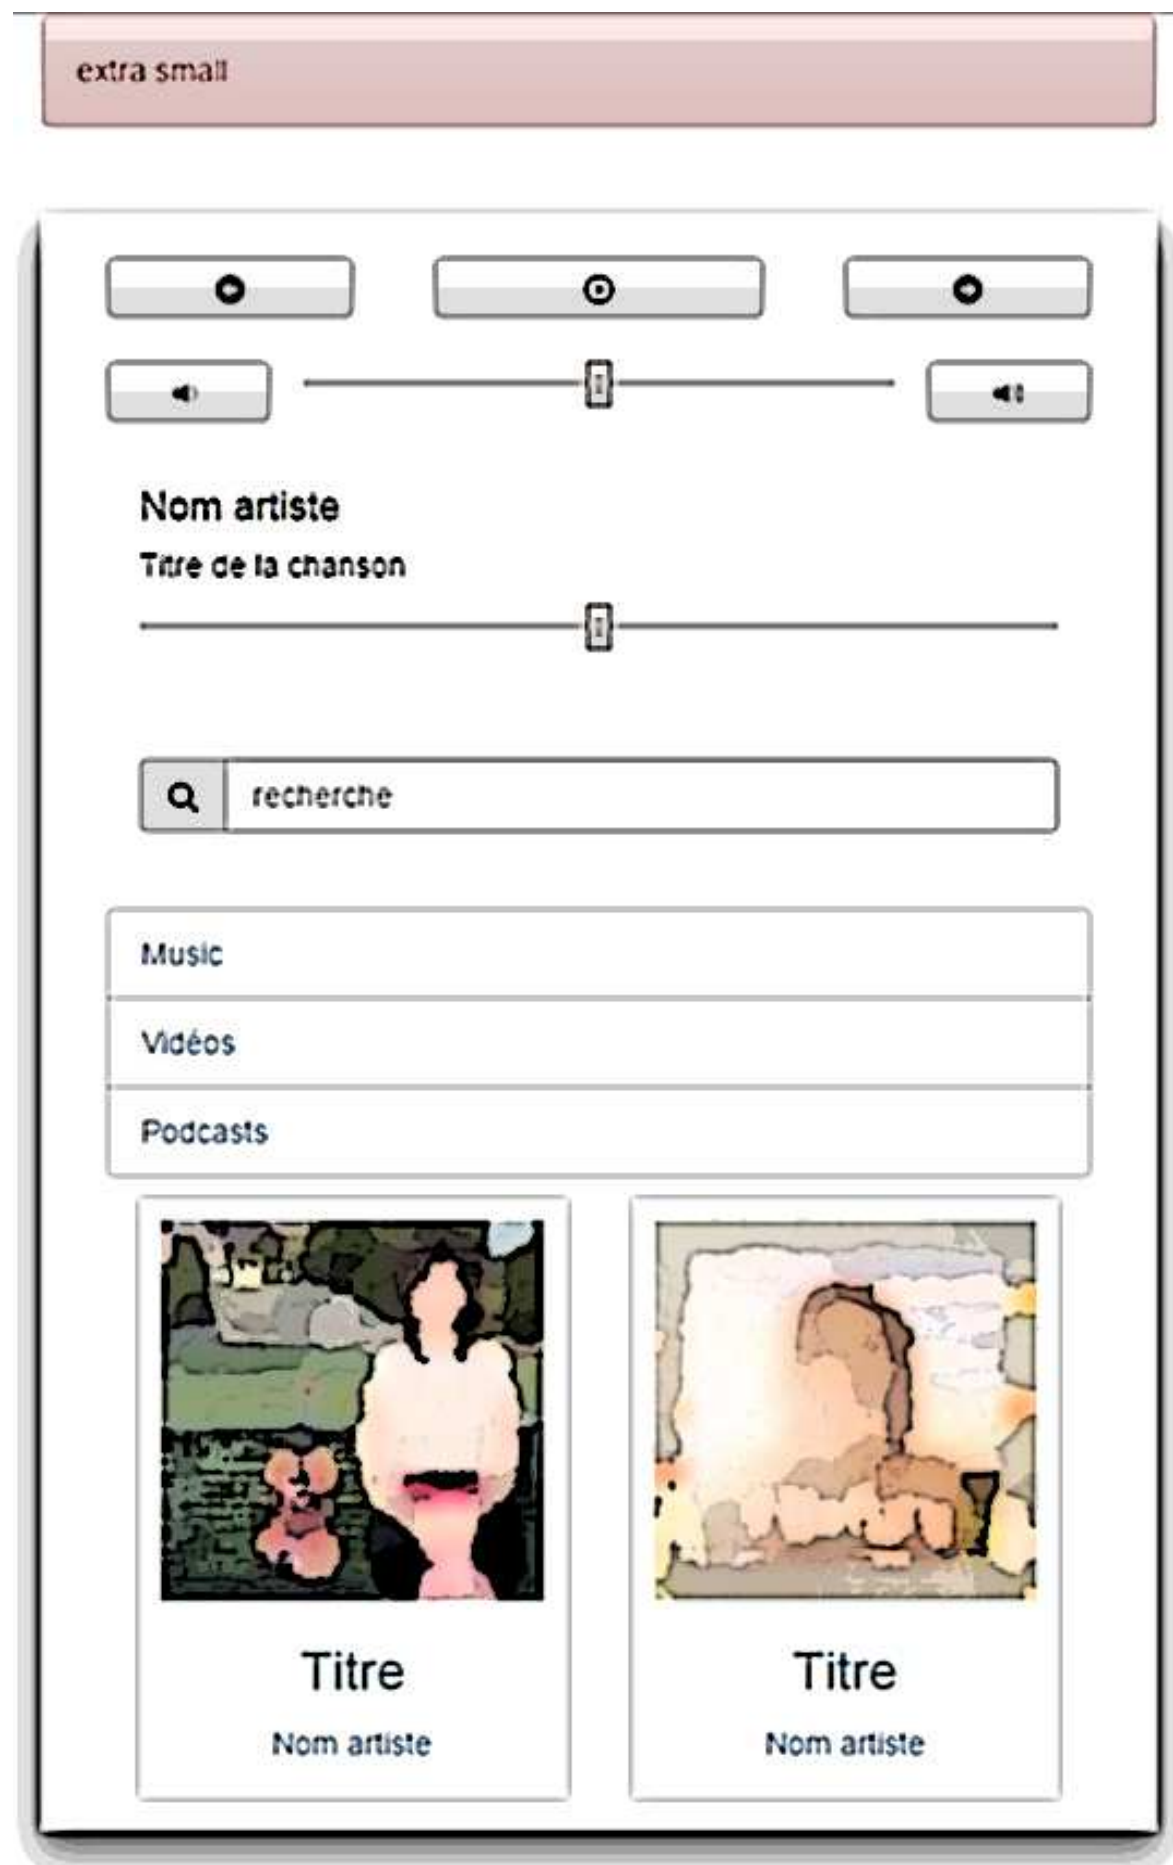 extra small
Nom artiste
Titre de la chanson
recherche
Music
Vidéos
Podcasts
Titre
Nom artiste
Titre
Nom artiste